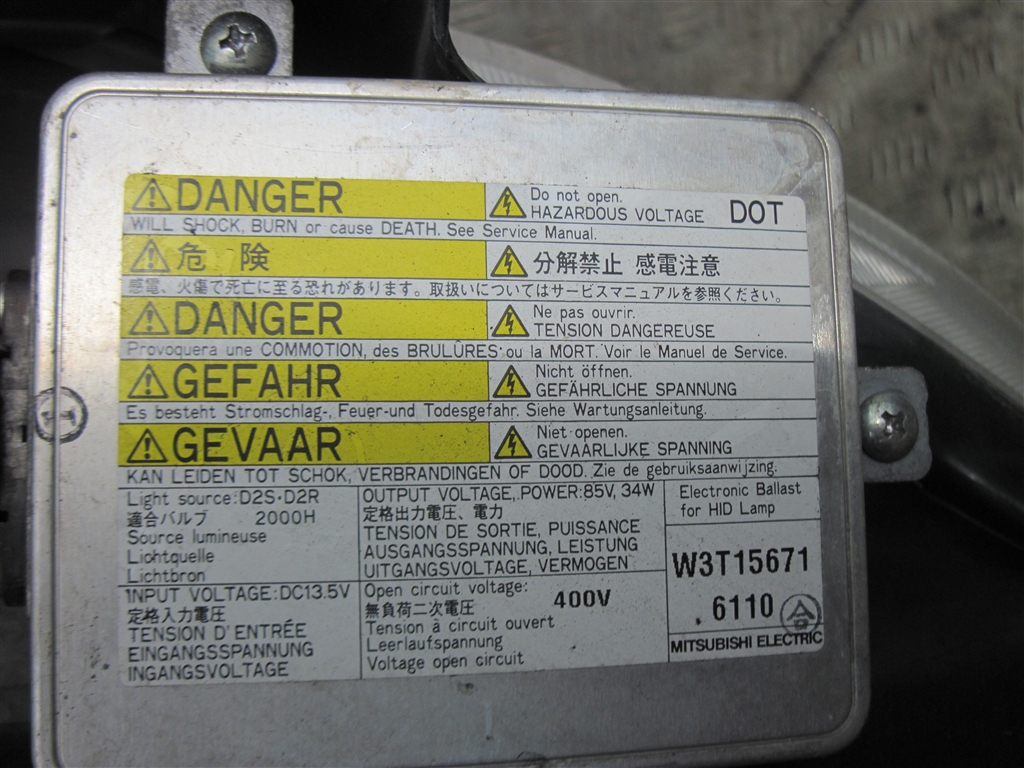 DANGER
Do not open.
HAZARDOUS VOLTAGE
DOT
WILL SHOCK, BURN or cause DEATH. See Service Manual.
危 険
分解禁止 感電注意
感電、火傷で死亡に至る恐れがあります。取扱いについてはサービスマニュアルを参照ください。
DANGER
Ne pas ouvrir.
TENSION DANGEREUSE
Provoquera une COMMOTION, des BRULÛRES ou la MORT. Voir le Manuel de Service.
GEFAHR
Nicht öffnen.
GEFÄHRLICHE SPANNUNG
Es besteht Stromschlag-, Feuer-und Todesgefahr. Siehe Wartungsanleitung.
GEVAAR
Niet openen.
GEVAARLIJKE SPANNING
KAN LEIDEN TOT SCHOK, VERBRANDINGEN OF DOOD. Zie de gebruiksaanwijzing.
Light source:D2S·D2R
適合バルブ 2000H
Source lumineuse
Lichtquelle
Lichtbron
OUTPUT VOLTAGE, POWER:85V, 34W
定格出力電圧、電力
TENSION DE SORTIE, PUISSANCE
AUSGANGSSPANNUNG, LEISTUNG
UITGANGSVOLTAGE, VERMOGEN
Electronic Ballast
for HID Lamp
W3T15671
6110 合
MITSUBISHI ELECTRIC
INPUT VOLTAGE:DC13.5V
定格入力電圧
TENSION D'ENTRÉE
EINGANGSSPANNUNG
INGANGSVOLTAGE
Open circuit voltage:
無負荷二次電圧 400V
Tension à circuit ouvert
Leerlaufspannung
Voltage open circuit